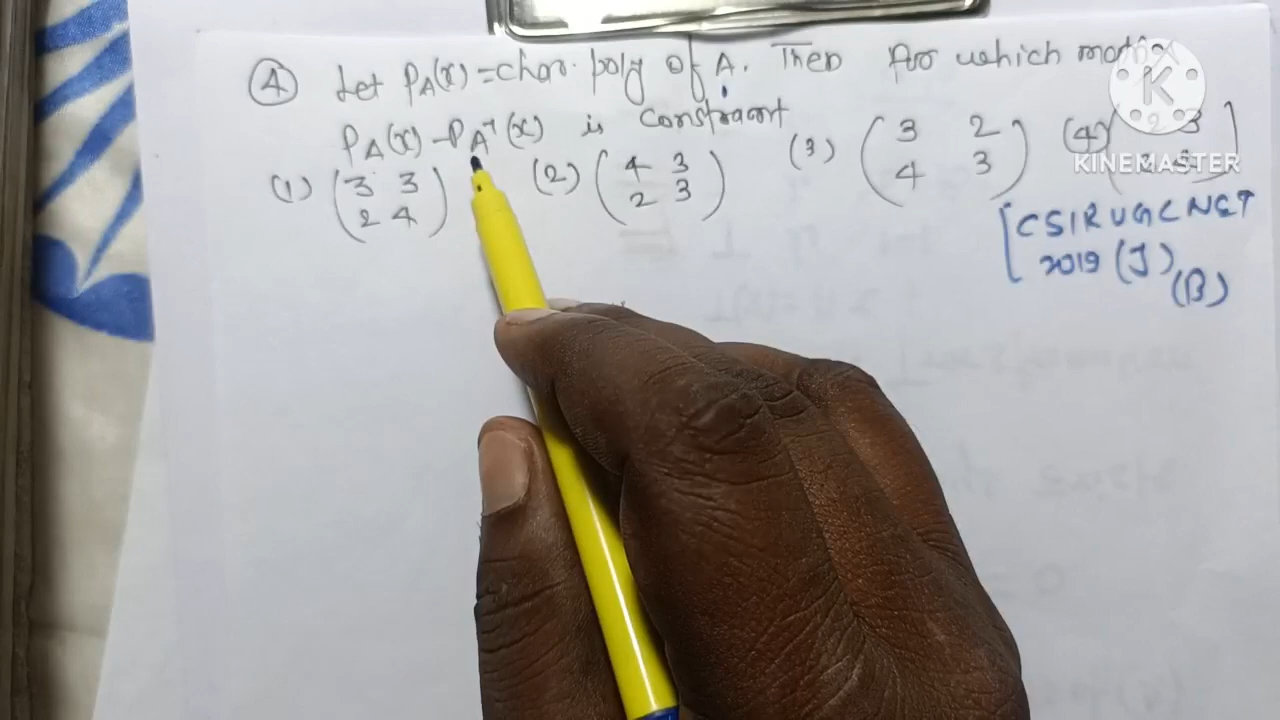 ④ Let PA(x) = char. poly of A. Then for which
PA(x) - PA⁻¹(x) is constant
(1) (3 3 (2) (4 3 (3) (3 2 (4)
2 4) 2 3) 4 3)
K
KINEMASTER
[CSIR UGC NET
2019 (J)
(B)